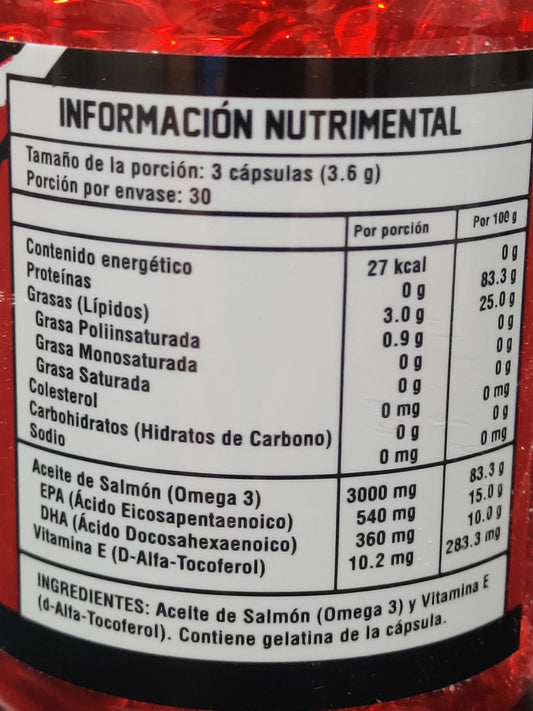 INFORMACIÓN NUTRIMENTAL
Tamaño de la porción: 3 cápsulas (3.6 g)
Porción por envase: 30
Por porción Por 100 g
Contenido energético 27 kcal
Proteínas 0 g 0 g
Grasas (Lípidos) 3.0 g 83.3 g
Grasa Poliinsaturada 0.9 g 25.0 g
Grasa Monosaturada 0 g 0 g
Grasa Saturada 0 g 0 g
Colesterol 0 mg 0 g
Carbohidratos (Hidratos de Carbono) 0 g 0 mg
Sodio 0 mg 0 g
0 mg
Aceite de Salmón (Omega 3) 3000 mg 83.3 g
EPA (Ácido Eicosapentaenoico) 540 mg 15.0 g
DHA (Ácido Docosahexaenoico) 360 mg 10.0 g
Vitamina E (D-Alfa-Tocoferol) 10.2 mg 283.3 mg
INGREDIENTES: Aceite de Salmón (Omega 3) y Vitamina E
(d-Alfa-Tocoferol). Contiene gelatina de la cápsula.